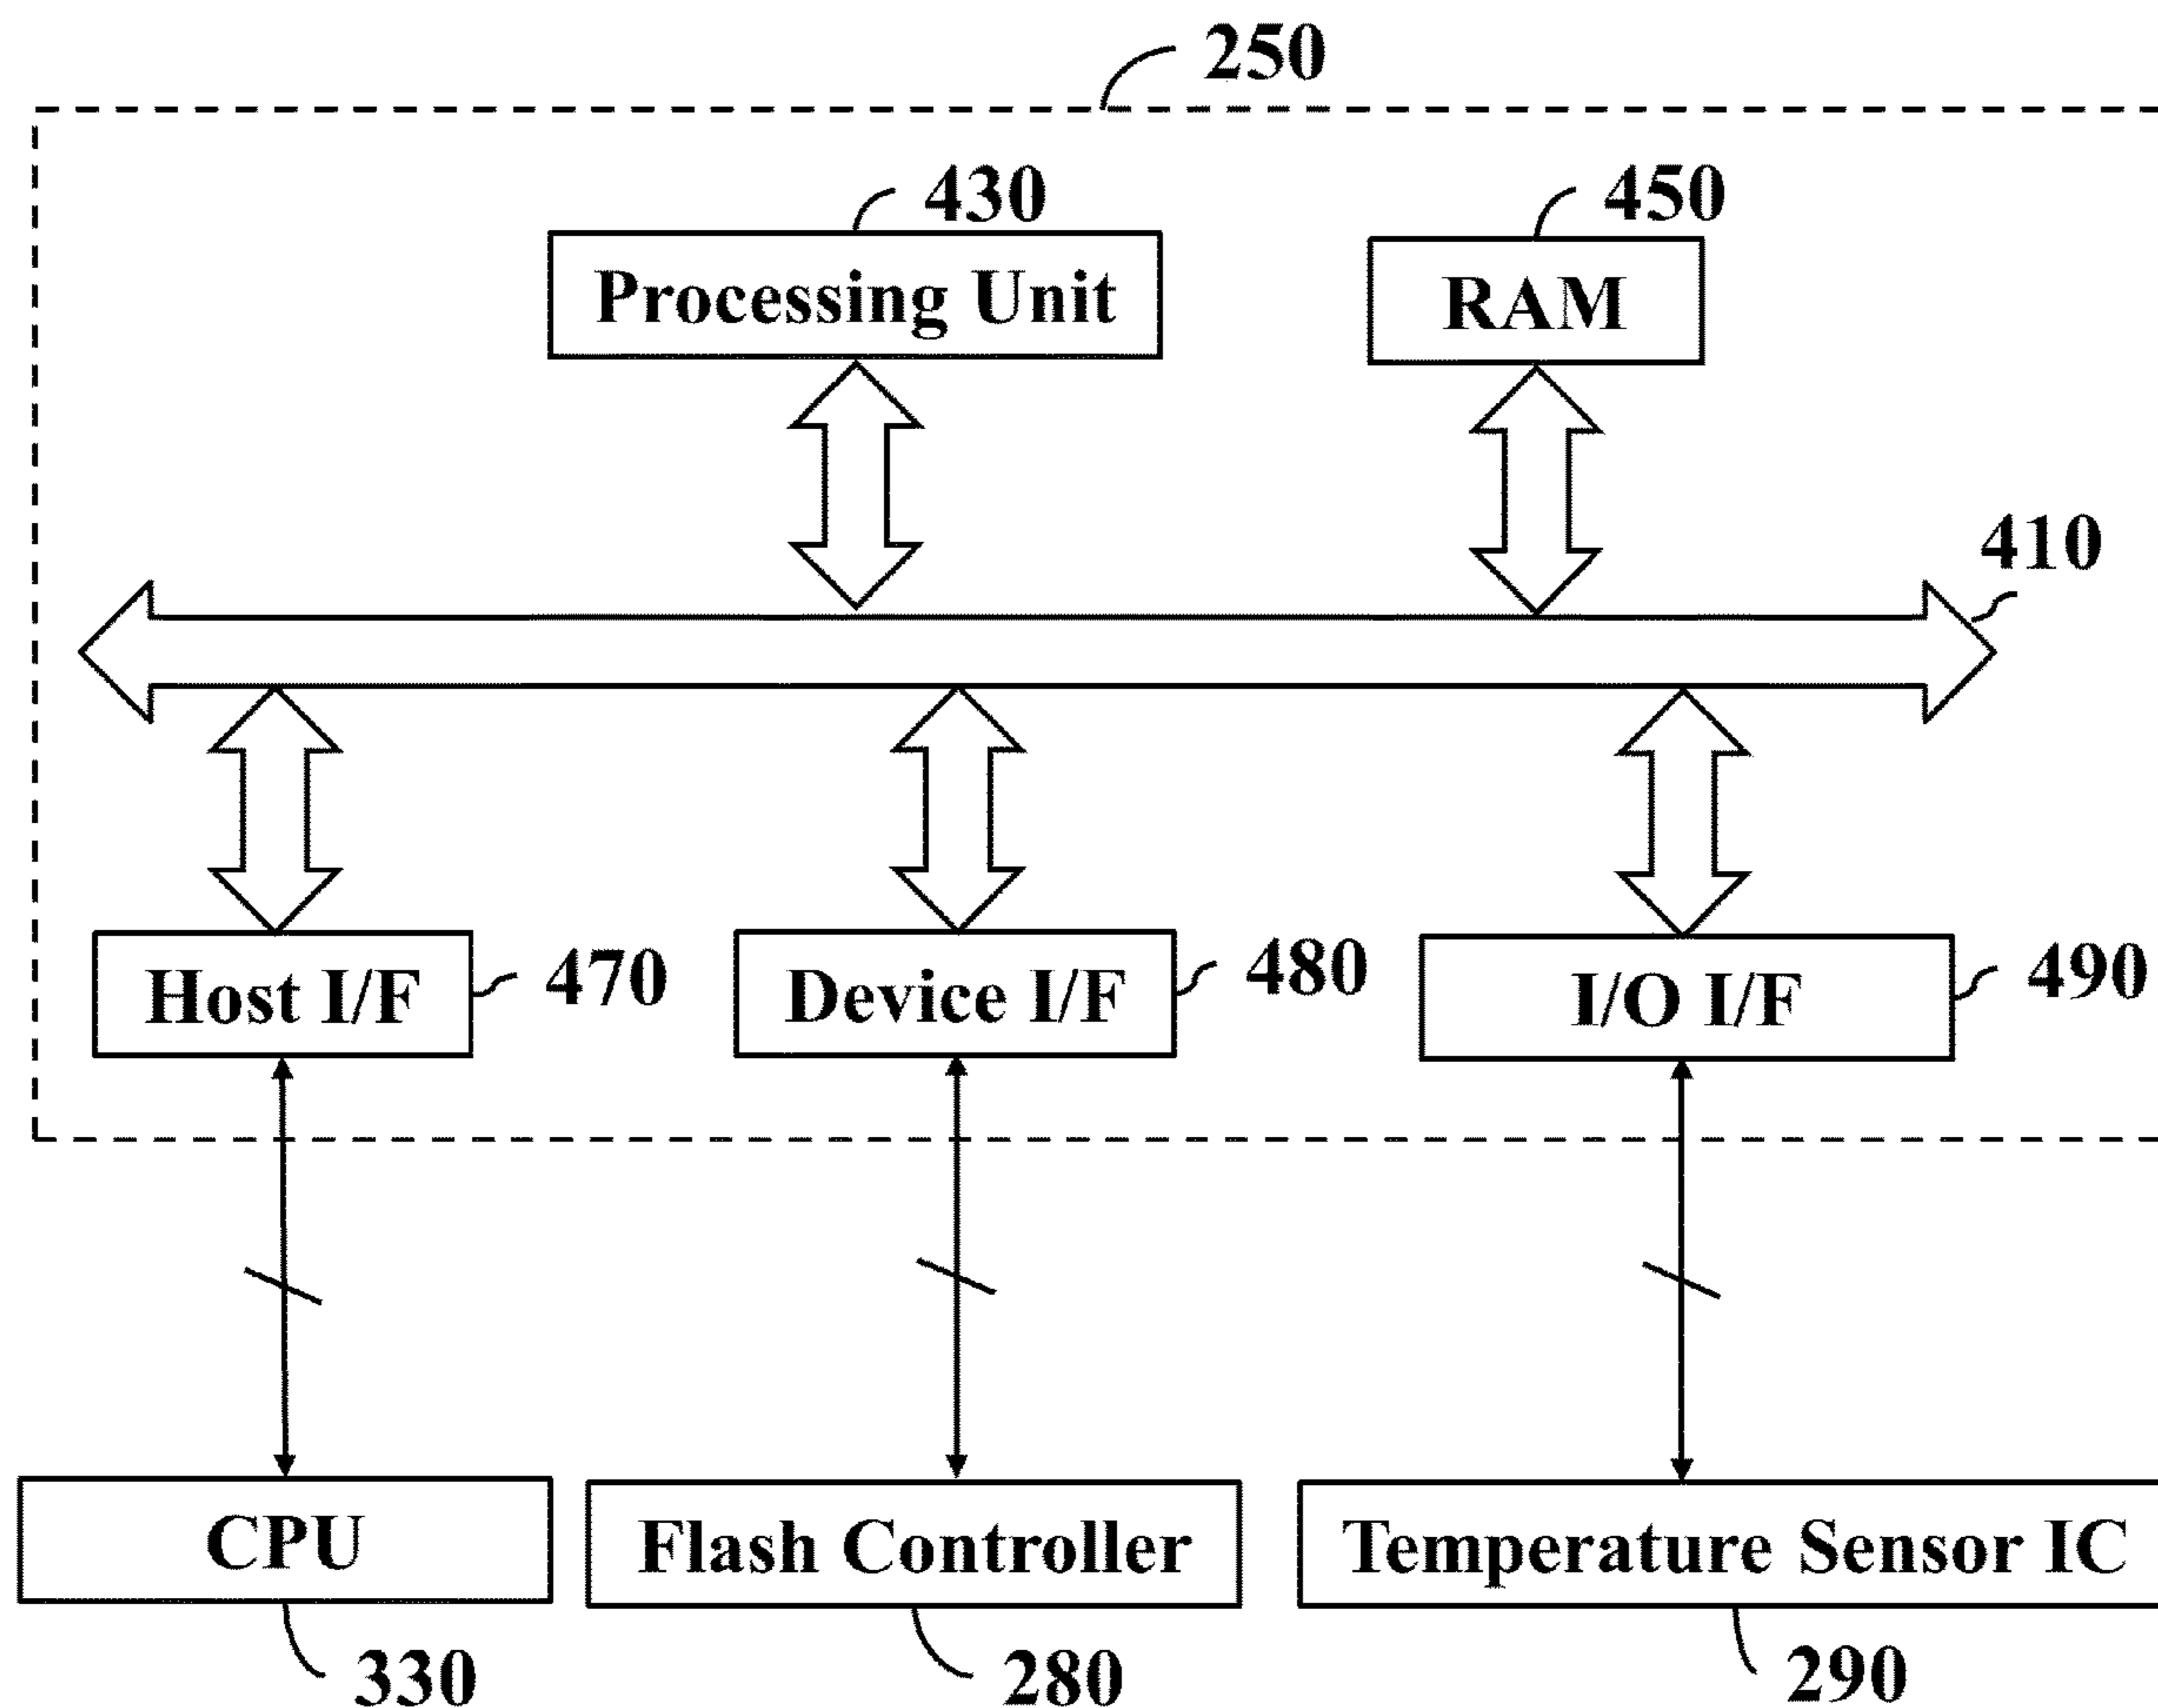 250
430
450
Processing Unit
RAM
410
Host I/F
470
Device I/F
480
I/O I/F
490
CPU
Flash Controller
Temperature Sensor IC
330
280
290